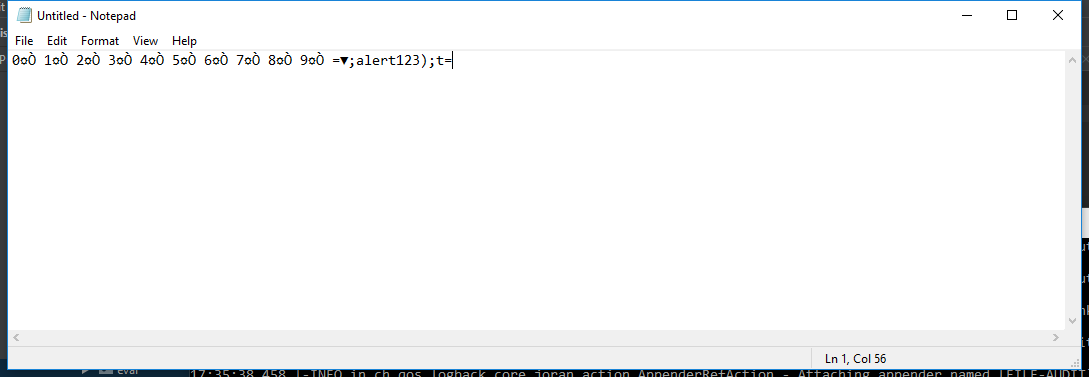 Untitled - Notepad
File Edit Format View Help
0¤Ò 1¤Ò 2¤Ò 3¤Ò 4¤Ò 5¤Ò 6¤Ò 7¤Ò 8¤Ò 9¤Ò =▼;alert123);t=
Ln 1, Col 56
eval
17:35:38,458 |-INFO in ch.qos.logback.core.joran.action.AppenderRefAction - Attaching appender named [FILE-AUDIT